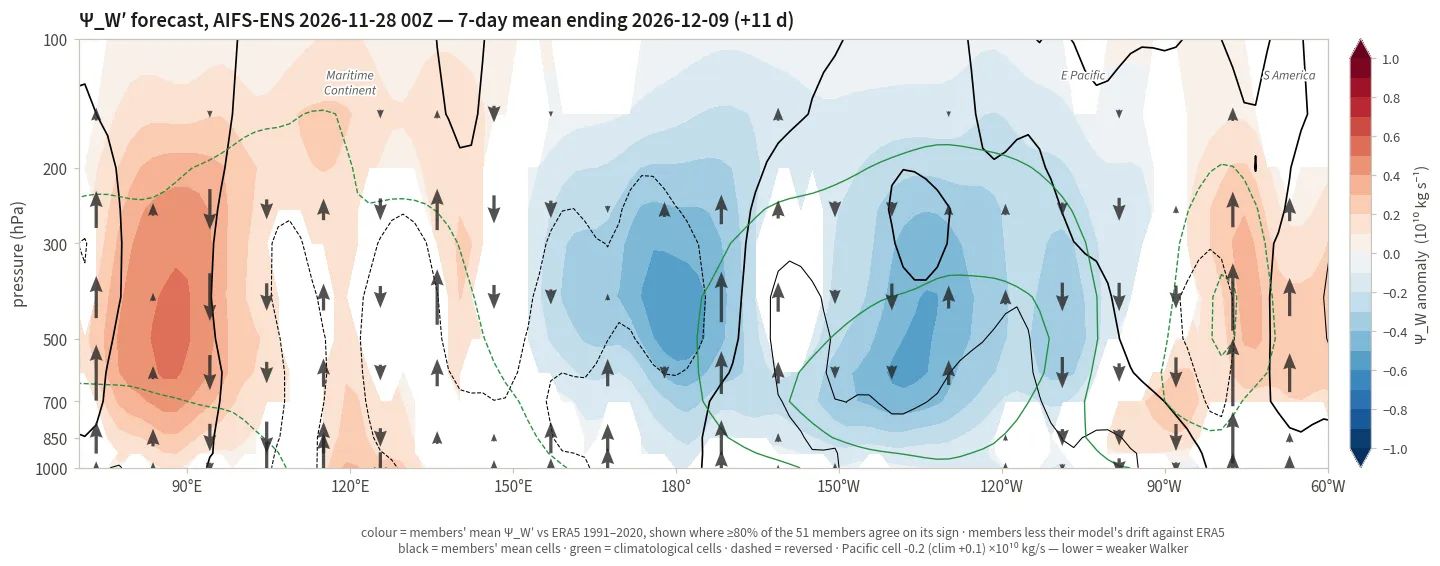 Ψ_W′ forecast, AIFS-ENS 2026-11-28 00Z — 7-day mean ending 2026-12-09 (+11 d)
100
200
300
400
500
700
850
1000
pressure (hPa)
Maritime
Continent
E Pacific
S America
90°E
120°E
150°E
180°
150°W
120°W
90°W
60°W
1.0
0.8
0.6
0.4
0.2
0.0
−0.2
−0.4
−0.6
−0.8
−1.0
Ψ_W anomaly (10¹⁰ kg s⁻¹)
colour = members' mean Ψ_W′ vs ERA5 1991–2020, shown where ≥80% of the 51 members agree on its sign · members less their model's drift against ERA5
black = members' mean cells · green = climatological cells · dashed = reversed · Pacific cell -0.2 (clim +0.1) ×10¹⁰ kg/s — lower = weaker Walker